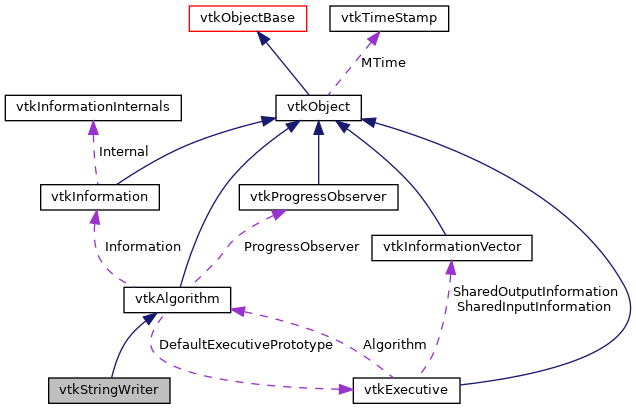 vtkObjectBase
vtkTimeStamp
MTime
vtkInformationInternals
vtkObject
Internal
vtkInformation
vtkProgressObserver
Information
ProgressObserver
vtkInformationVector
vtkAlgorithm
SharedOutputInformation
SharedInputInformation
DefaultExecutivePrototype
Algorithm
vtkStringWriter
vtkExecutive